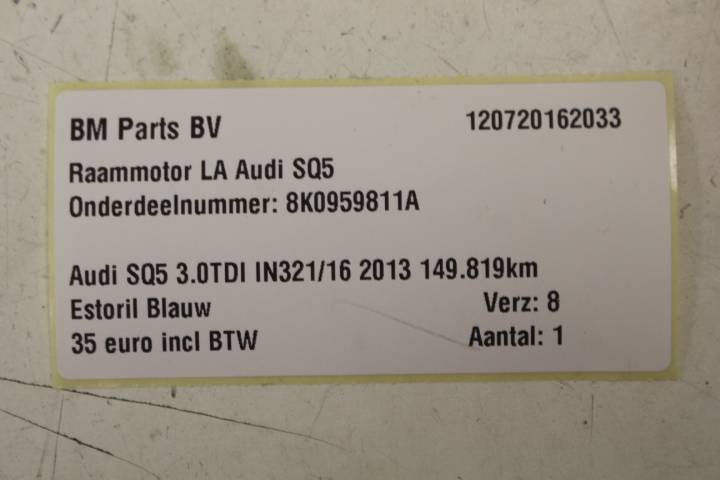 BM Parts BV 120720162033
Raammotor LA Audi SQ5
Onderdeelnummer: 8K0959811A
Audi SQ5 3.0TDI IN321/16 2013 149.819km
Estoril Blauw Verz: 8
35 euro incl BTW Aantal: 1